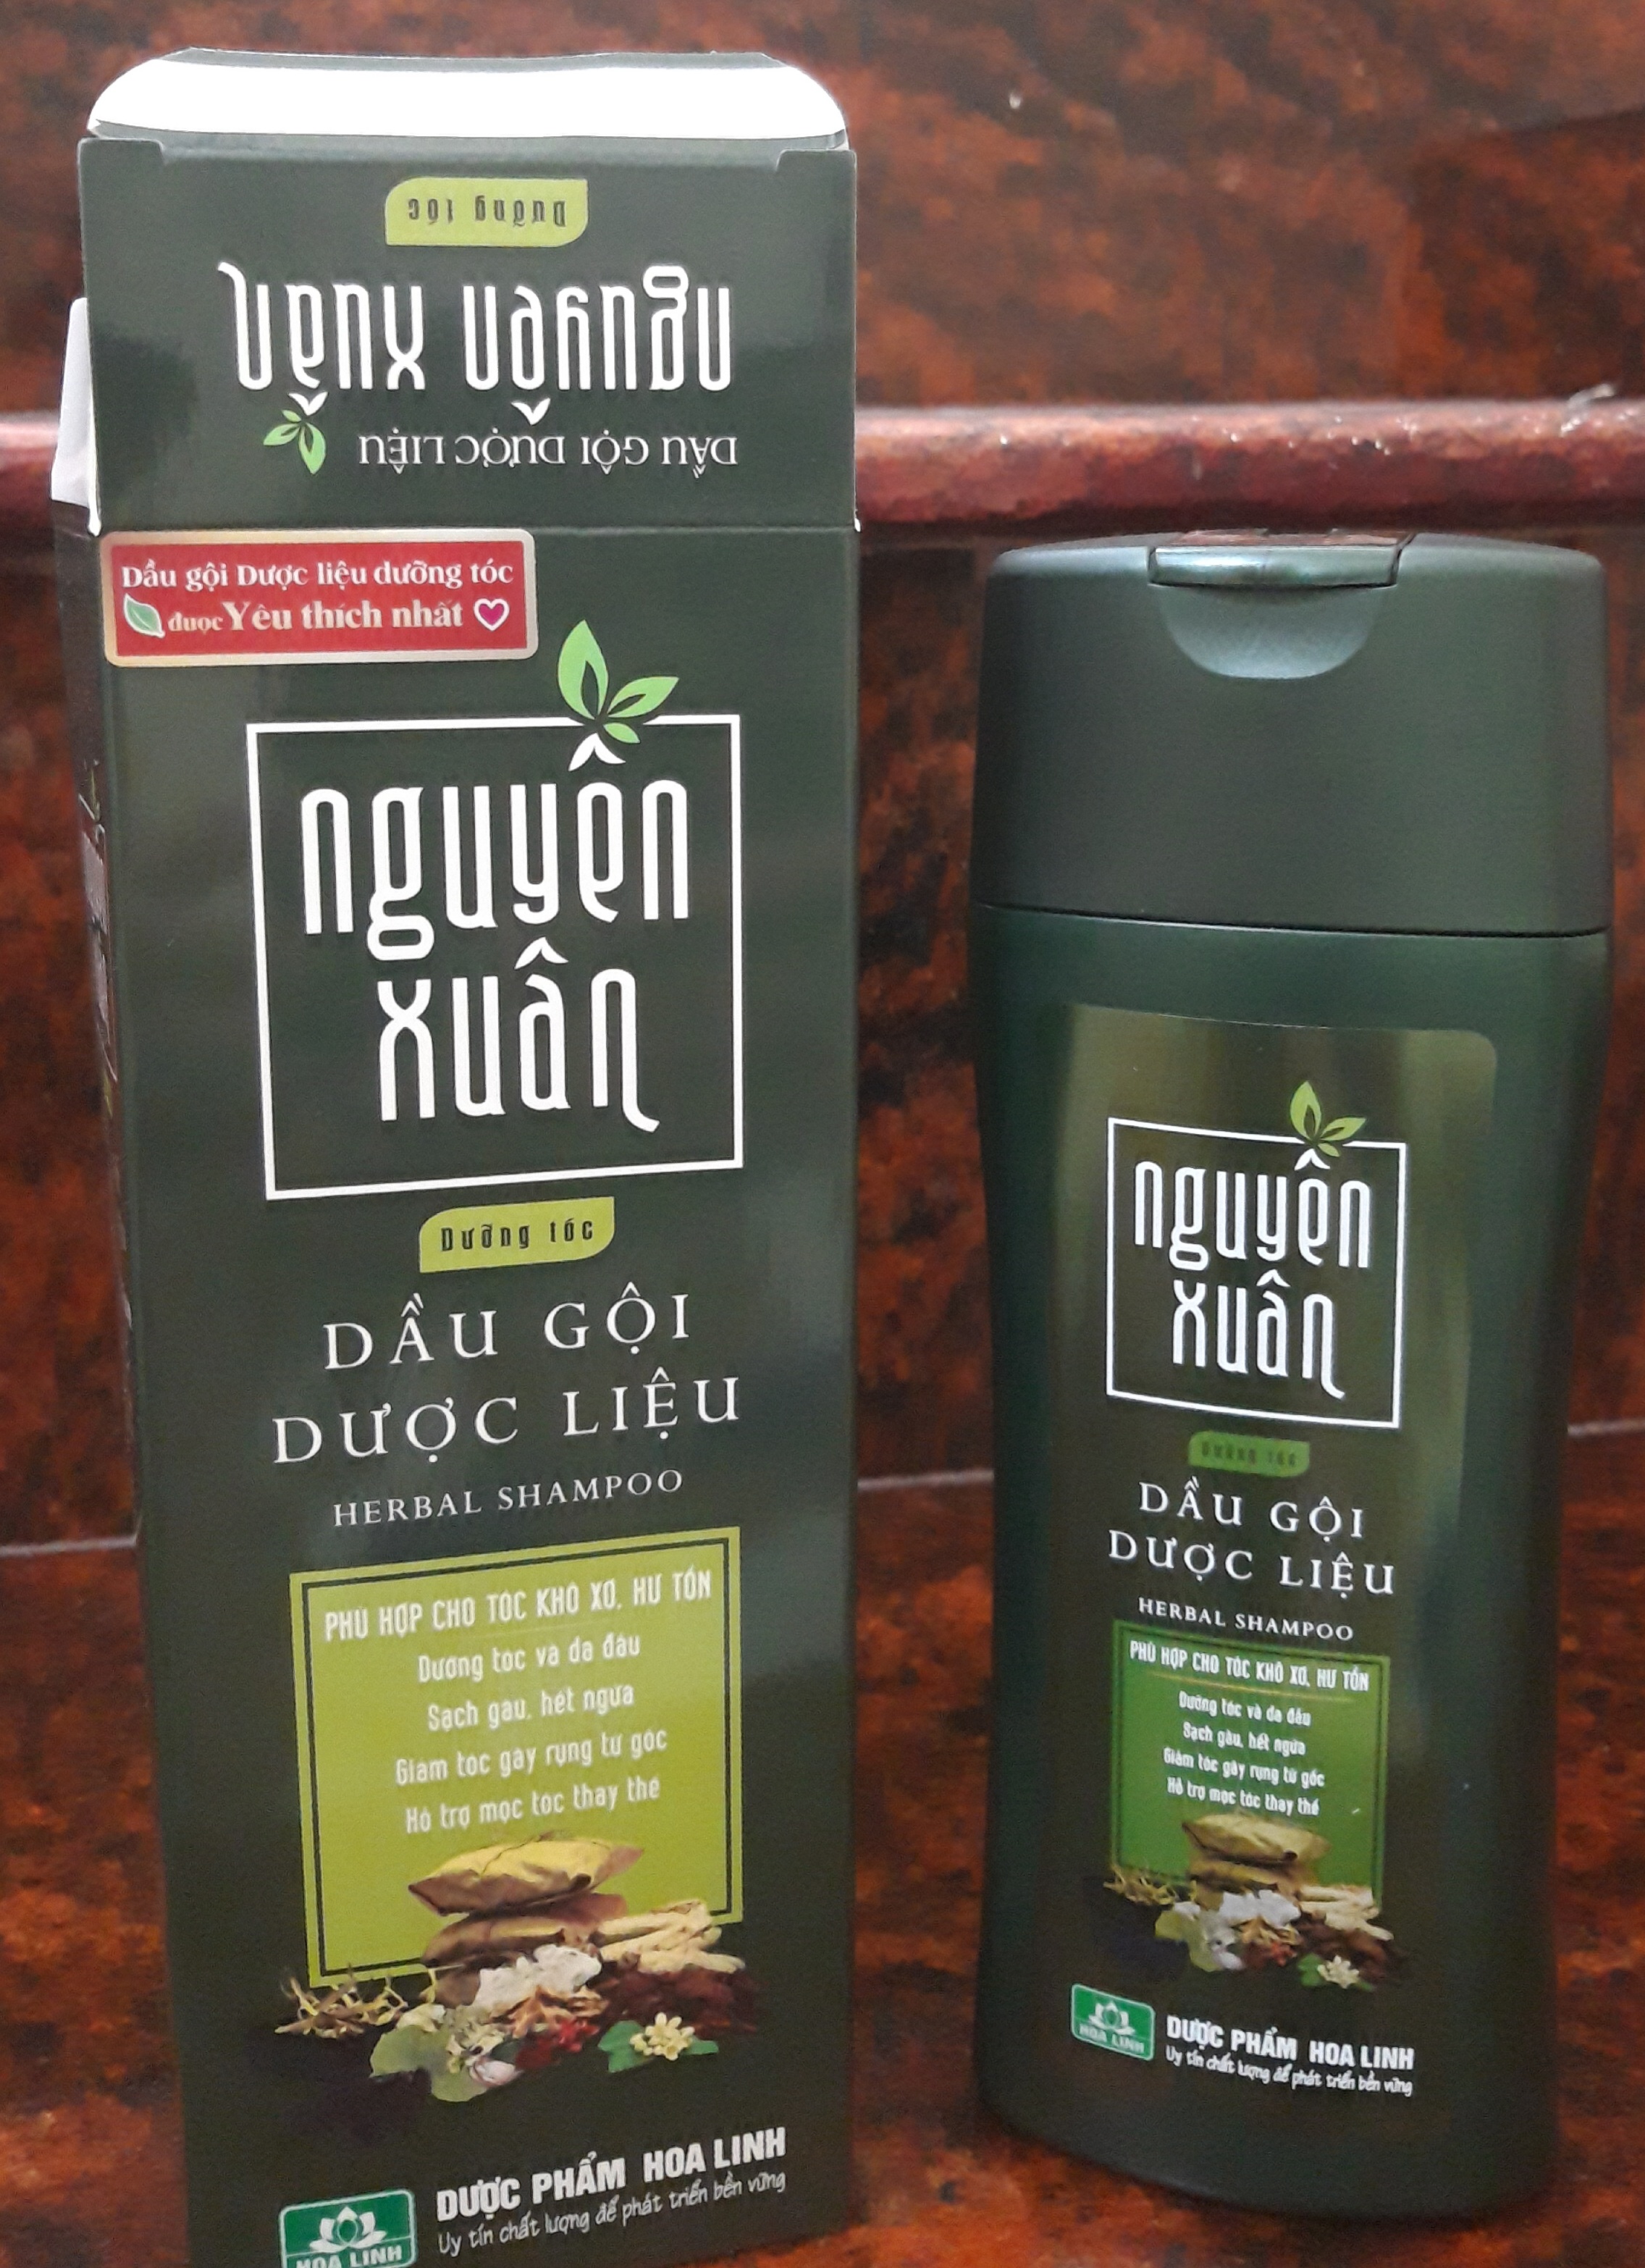 Dưỡng tóc
nguyên xuân
DẦU GỘI DƯỢC LIỆU
Dầu gội Dược liệu dưỡng tóc
được Yêu thích nhất
nguyên
xuân
Dưỡng tóc
DẦU GỘI
DƯỢC LIỆU
HERBAL SHAMPOO
PHÙ HỢP CHO TÓC KHÔ XƠ, HƯ TỔN
Dưỡng tóc và da đầu
Sạch gàu, hết ngứa
Giảm tóc gãy rụng từ gốc
Hỗ trợ mọc tóc thay thế
HOA LINH
DƯỢC PHẨM HOA LINH
Uy tín chất lượng để phát triển bền vững
nguyên
xuân
Dưỡng tóc
DẦU GỘI
DƯỢC LIỆU
HERBAL SHAMPOO
PHÙ HỢP CHO TÓC KHÔ XƠ, HƯ TỔN
Dưỡng tóc và da đầu
Sạch gàu, hết ngứa
Giảm tóc gãy rụng từ gốc
Hỗ trợ mọc tóc thay thế
HOA LINH
DƯỢC PHẨM HOA LINH
Uy tín chất lượng để phát triển bền vững